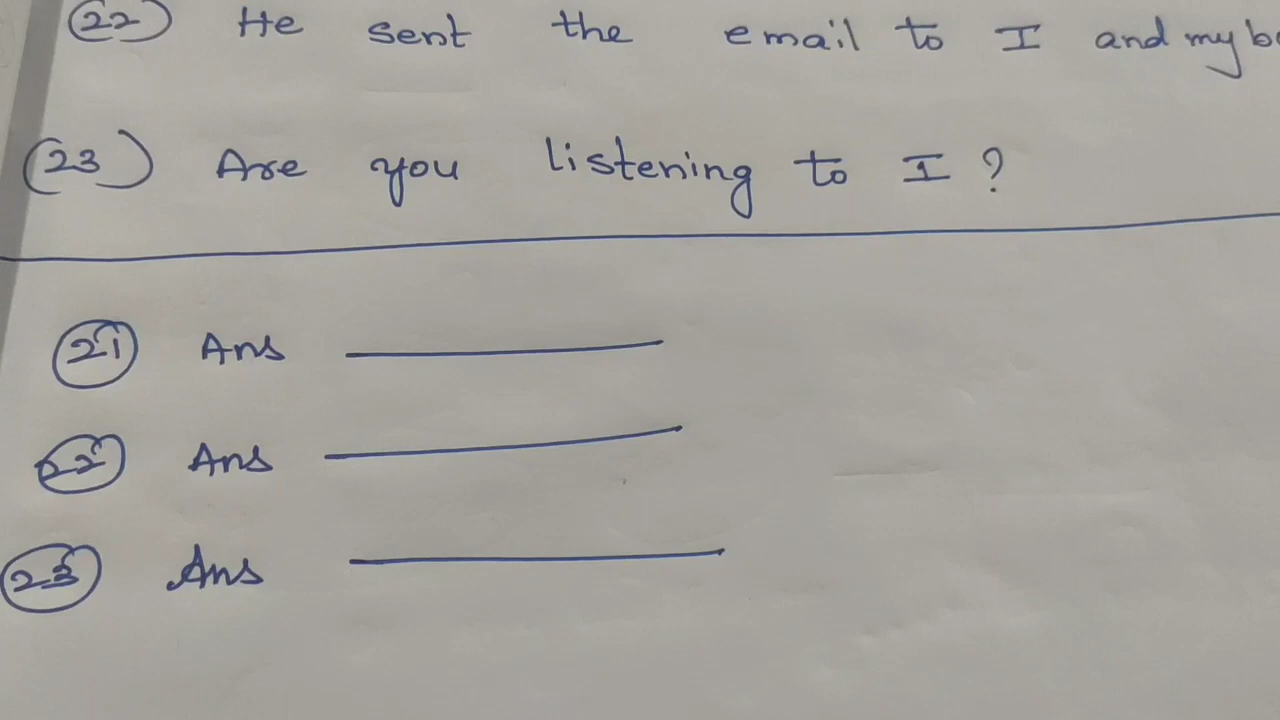 (22) He sent the email to I and my
(23) Are you listening to I ?
(21) Ans
(22) Ans
(23) Ans